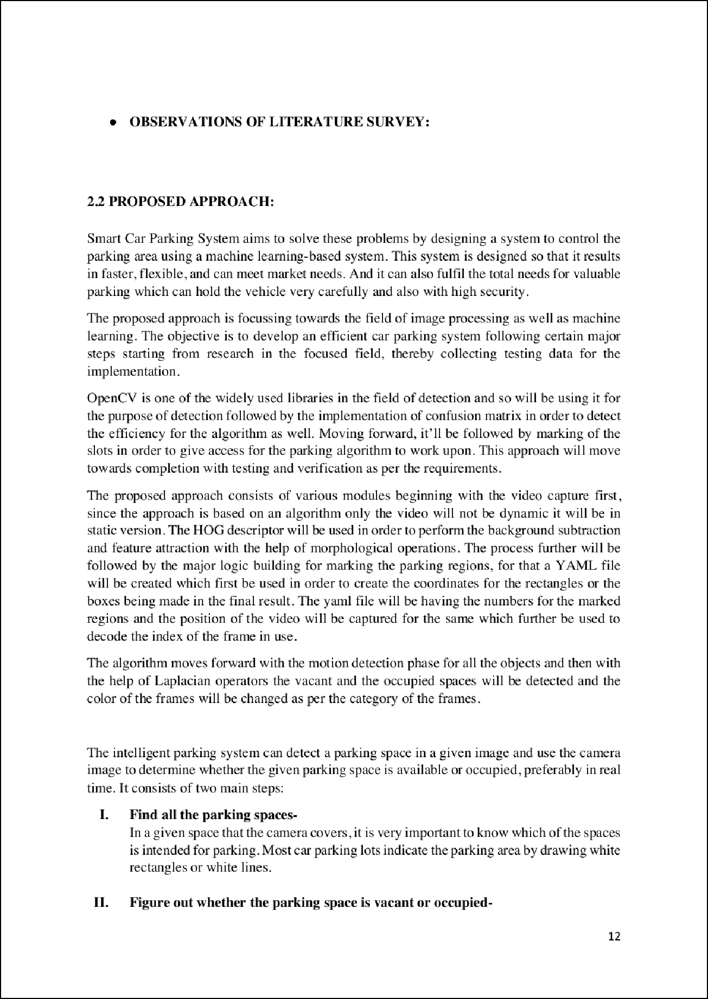 ● OBSERVATIONS OF LITERATURE SURVEY:
2.2 PROPOSED APPROACH:
Smart Car Parking System aims to solve these problems by designing a system to control the
parking area using a machine learning-based system. This system is designed so that it results
in faster, flexible, and can meet market needs. And it can also fulfil the total needs for valuable
parking which can hold the vehicle very carefully and also with high security.
The proposed approach is focussing towards the field of image processing as well as machine
learning. The objective is to develop an efficient car parking system following certain major
steps starting from research in the focused field, thereby collecting testing data for the
implementation.
OpenCV is one of the widely used libraries in the field of detection and so will be using it for
the purpose of detection followed by the implementation of confusion matrix in order to detect
the efficiency for the algorithm as well. Moving forward, it’ll be followed by marking of the
slots in order to give access for the parking algorithm to work upon. This approach will move
towards completion with testing and verification as per the requirements.
The proposed approach consists of various modules beginning with the video capture first,
since the approach is based on an algorithm only the video will not be dynamic it will be in
static version. The HOG descriptor will be used in order to perform the background subtraction
and feature attraction with the help of morphological operations. The process further will be
followed by the major logic building for marking the parking regions, for that a YAML file
will be created which first be used in order to create the coordinates for the rectangles or the
boxes being made in the final result. The yaml file will be having the numbers for the marked
regions and the position of the video will be captured for the same which further be used to
decode the index of the frame in use.
The algorithm moves forward with the motion detection phase for all the objects and then with
the help of Laplacian operators the vacant and the occupied spaces will be detected and the
color of the frames will be changed as per the category of the frames.
The intelligent parking system can detect a parking space in a given image and use the camera
image to determine whether the given parking space is available or occupied, preferably in real
time. It consists of two main steps:
I. Find all the parking spaces-
In a given space that the camera covers, it is very important to know which of the spaces
is intended for parking. Most car parking lots indicate the parking area by drawing white
rectangles or white lines.
II. Figure out whether the parking space is vacant or occupied-
12